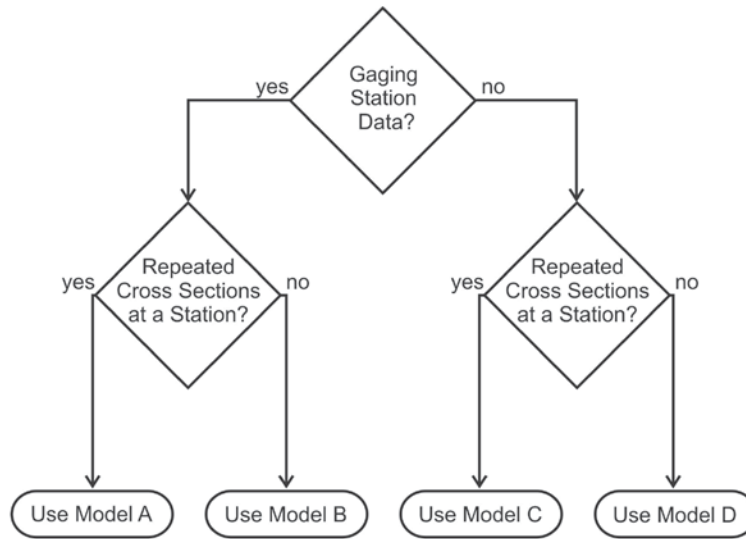 Gaging
Station
Data?
yes
no
Repeated
Cross Sections
at a Station?
yes
no
Repeated
Cross Sections
at a Station?
yes
no
Use Model A
Use Model B
Use Model C
Use Model D